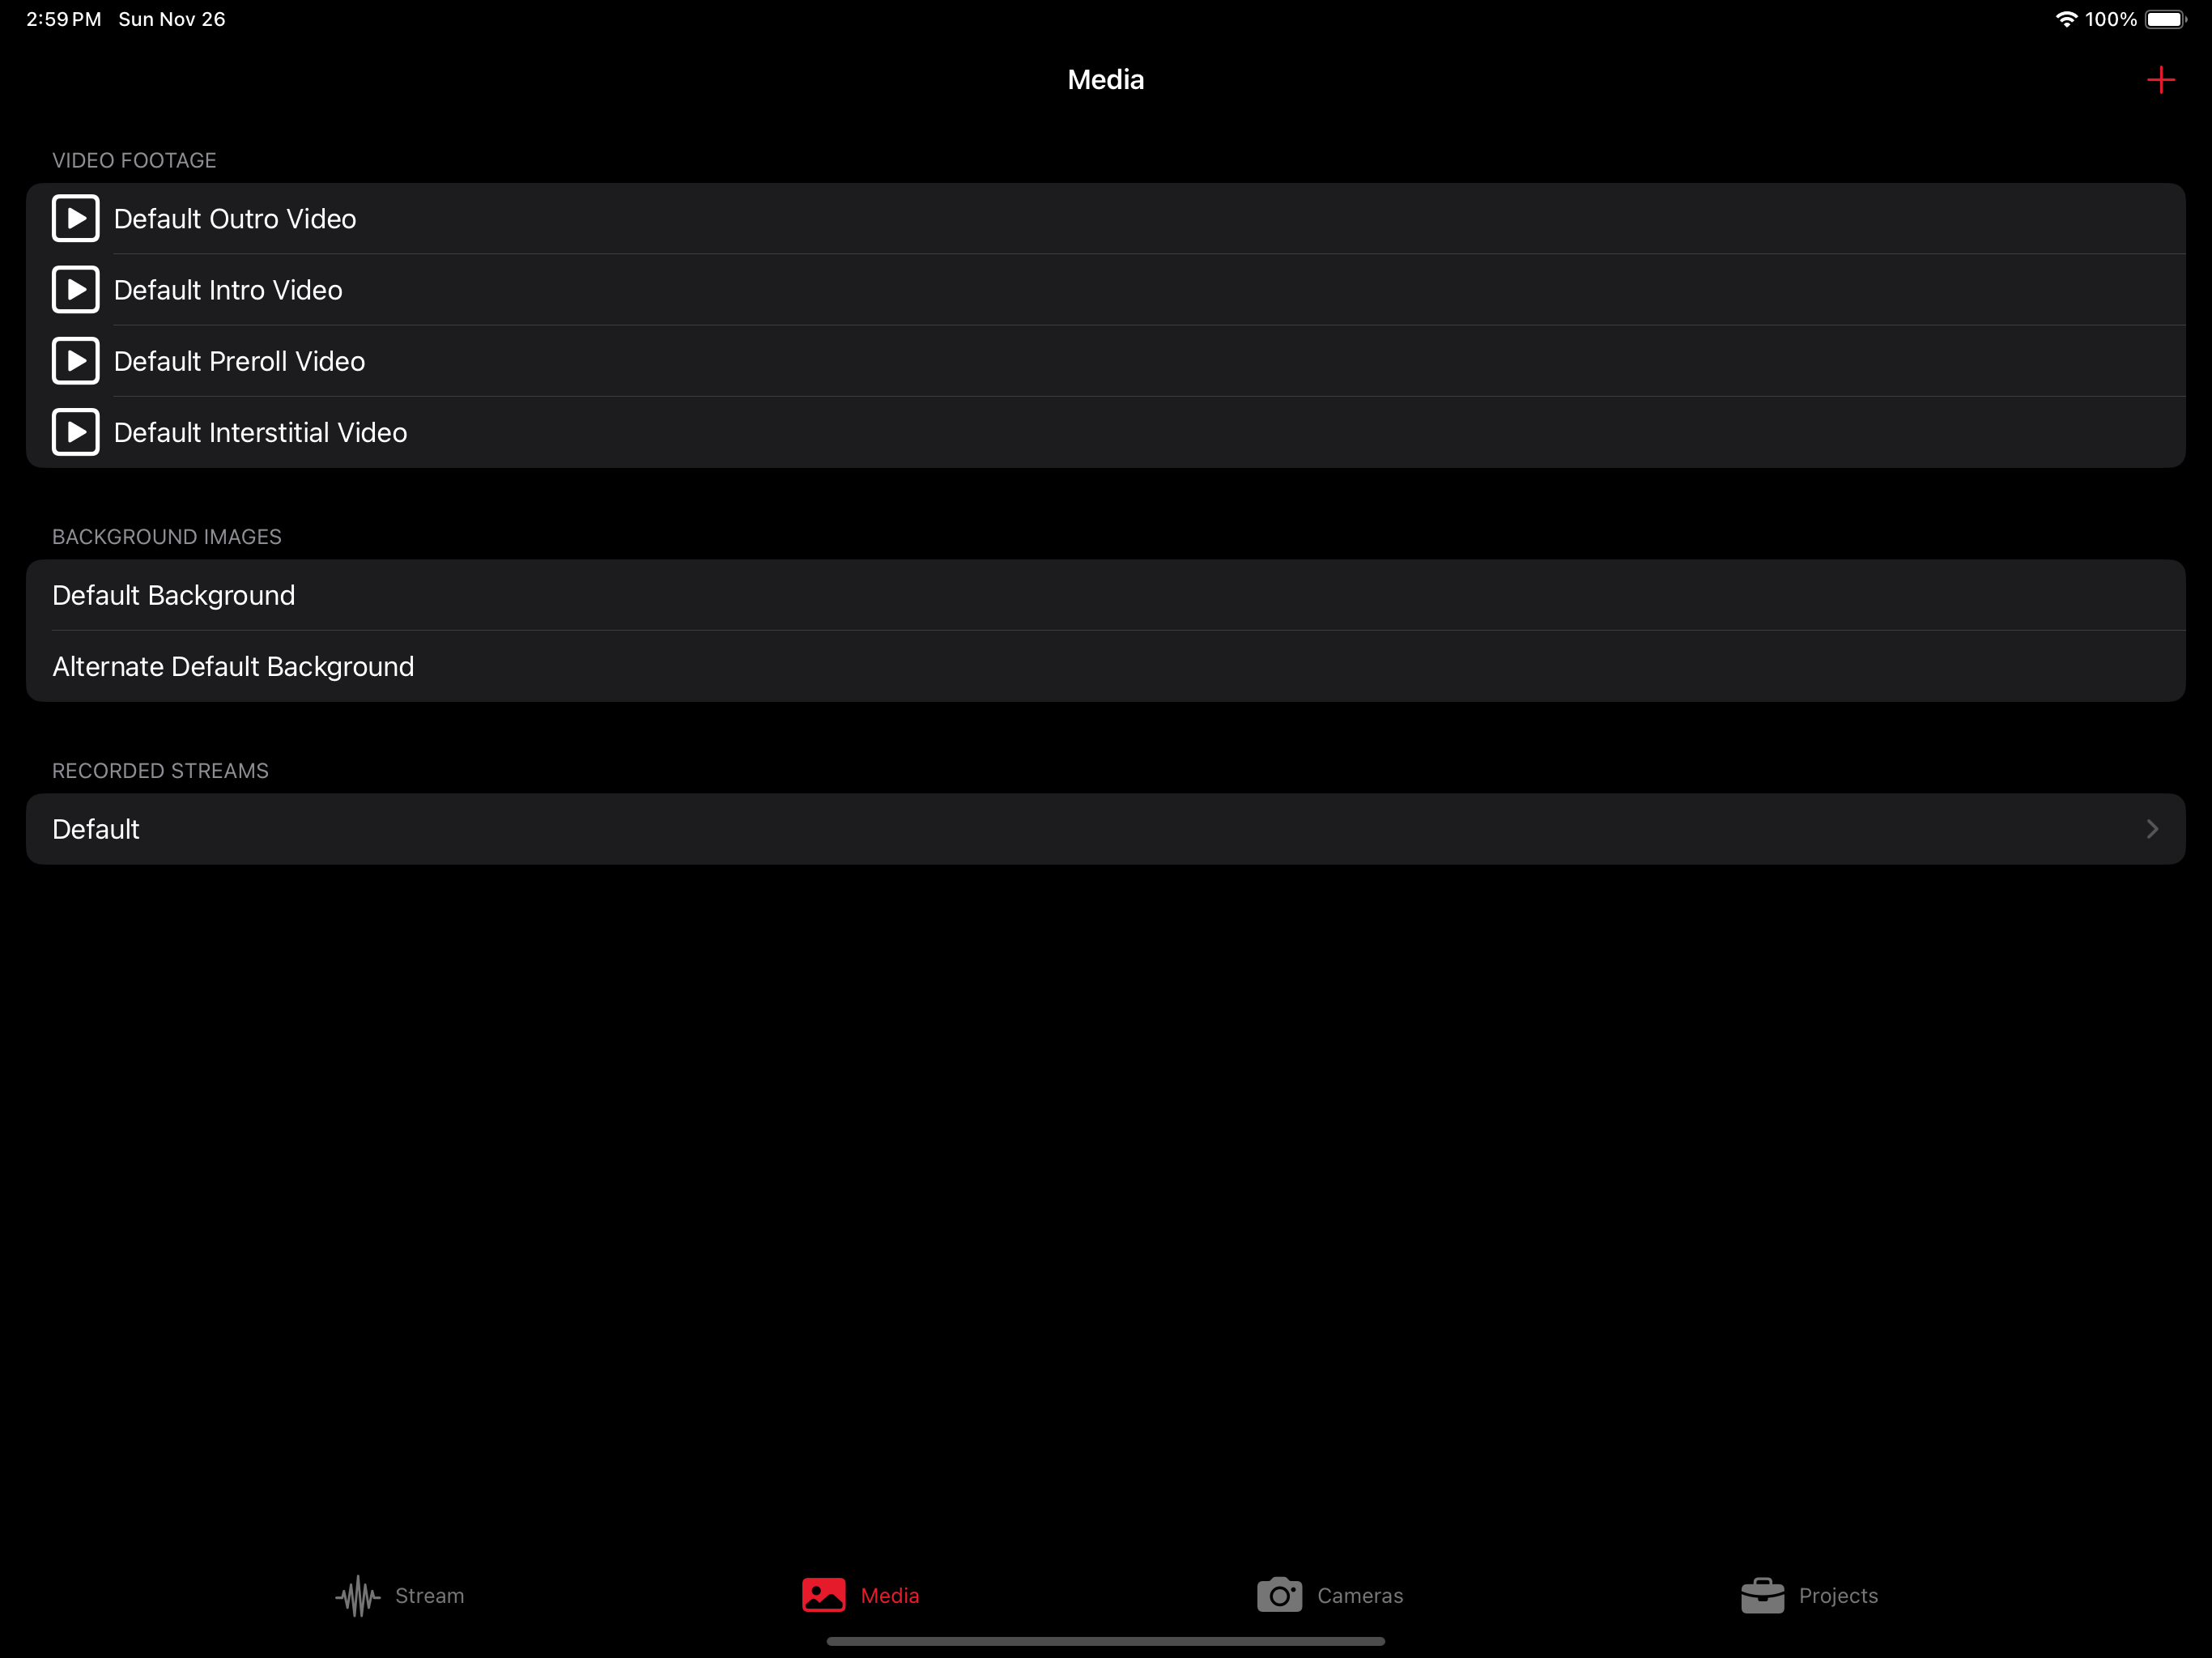 2:59 PM Sun Nov 26 100%
Media
VIDEO FOOTAGE
Default Outro Video
Default Intro Video
Default Preroll Video
Default Interstitial Video
BACKGROUND IMAGES
Default Background
Alternate Default Background
RECORDED STREAMS
Default
Stream Media Cameras Projects